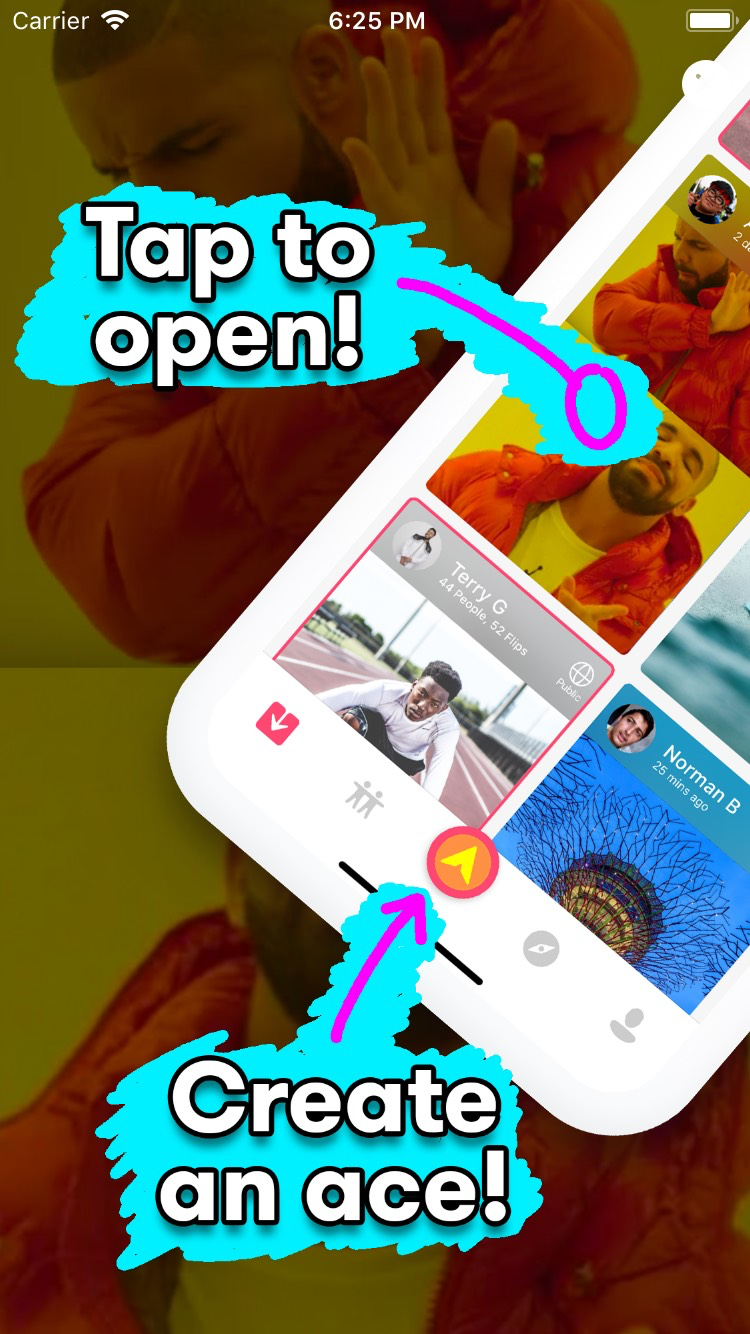 Carrier
6:25 PM
Tap to
open!
Terry G
44 People, 52 Flips
Public
Norman B
25 mins ago
Create
an ace!